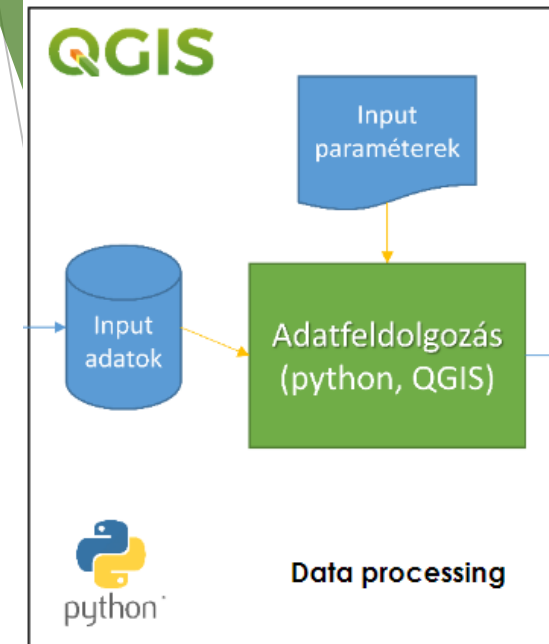 QGIS
Input
paraméterek
Input
adatok
Adatfeldolgozás
(python, QGIS)
python
Data processing